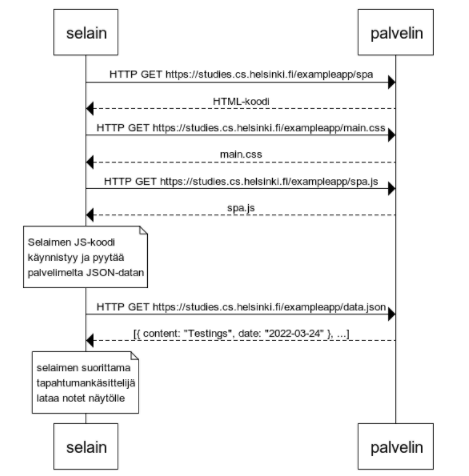 selain palvelin
HTTP GET https://studies.cs.helsinki.fi/exampleapp/spa
HTML-koodi
HTTP GET https://studies.cs.helsinki.fi/exampleapp/main.css
main.css
HTTP GET https://studies.cs.helsinki.fi/exampleapp/spa.js
spa.js
Selaimen JS-koodi
käynnistyy ja pyytää
palvelimelta JSON-datan
HTTP GET https://studies.cs.helsinki.fi/exampleapp/data.json
[{ content: "Testings", date: "2022-03-24" }, ...]
selaimen suorittama
tapahtumankäsittelijä
lataa notet näytölle
selain palvelin